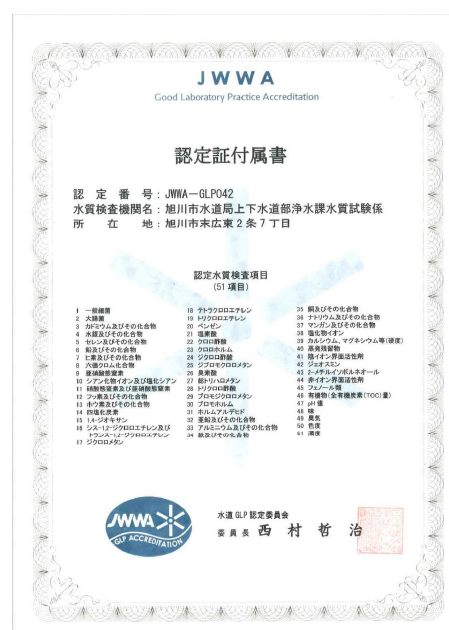 JWWA
Good Laboratory Practice Accreditation
認定証付属書
認定番号：JWWA－GLP042
水質検査機関名：旭川市水道局上下水道部浄水課水質試験係
所在地：旭川市末広東2条7丁目
認定水質検査項目
(51項目)
1 一般細菌
2 大腸菌
3 カドミウム及びその化合物
4 水銀及びその化合物
5 セレン及びその化合物
6 鉛及びその化合物
7 ヒ素及びその化合物
8 六価クロム化合物
9 亜硝酸態窒素
10 シアン化物イオン及び塩化シアン
11 硝酸態窒素及び亜硝酸態窒素
12 フッ素及びその化合物
13 ホウ素及びその化合物
14 四塩化炭素
15 1,4-ジオキサン
16 シス-1,2-ジクロロエチレン及び
トランス-1,2-ジクロロエチレン
17 ジクロロメタン
18 テトラクロロエチレン
19 トリクロロエチレン
20 ベンゼン
21 塩素酸
22 クロロ酢酸
23 クロロホルム
24 ジクロロ酢酸
25 ジブロモクロロメタン
26 臭素酸
27 総トリハロメタン
28 トリクロロ酢酸
29 ブロモジクロロメタン
30 ブロモホルム
31 ホルムアルデヒド
32 亜鉛及びその化合物
33 アルミニウム及びその化合物
34 鉄及びその化合物
35 銅及びその化合物
36 ナトリウム及びその化合物
37 マンガン及びその化合物
38 塩化物イオン
39 カルシウム、マグネシウム等(硬度)
40 蒸発残留物
41 陰イオン界面活性剤
42 ジェオスミン
43 2-メチルイソボルネオール
44 非イオン界面活性剤
45 フェノール類
46 有機物(全有機炭素(TOC)量)
47 pH値
48 味
49 臭気
50 色度
51 濁度
JWWA
GLP ACCREDITATION
水道GLP認定委員会
委員長 西村哲治